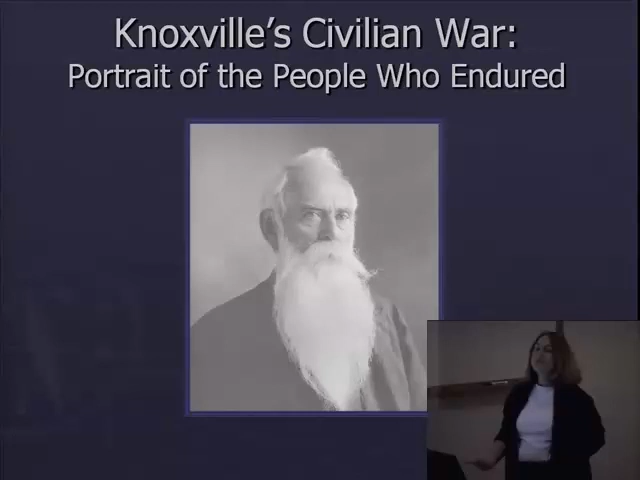 Knoxville's Civilian War:
Portrait of the People Who Endured